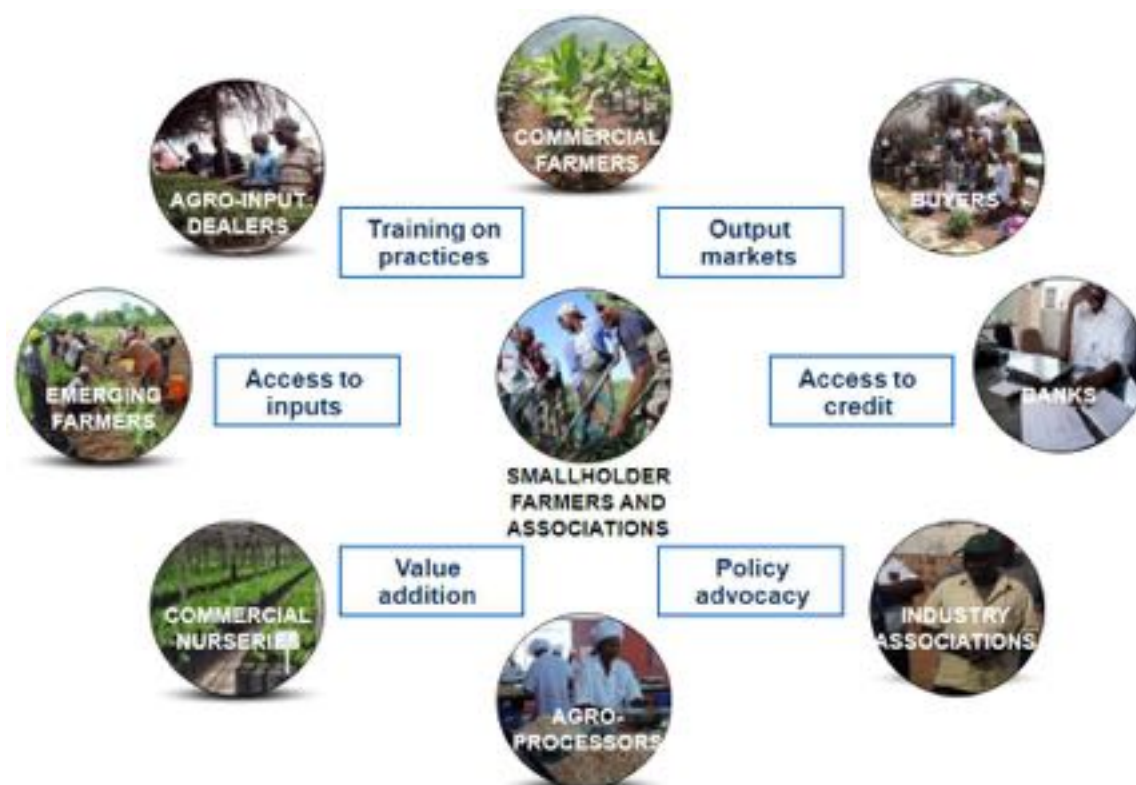 COMMERCIAL
FARMERS
AGRO-INPUT
DEALERS
BUYERS
Training on
practices
Output
markets
EMERGING
FARMERS
Access to
inputs
Access to
credit
BANKS
SMALLHOLDER
FARMERS AND
ASSOCIATIONS
Value
addition
Policy
advocacy
COMMERCIAL
NURSERIES
INDUSTRY
ASSOCIATIONS
AGRO-
PROCESSORS